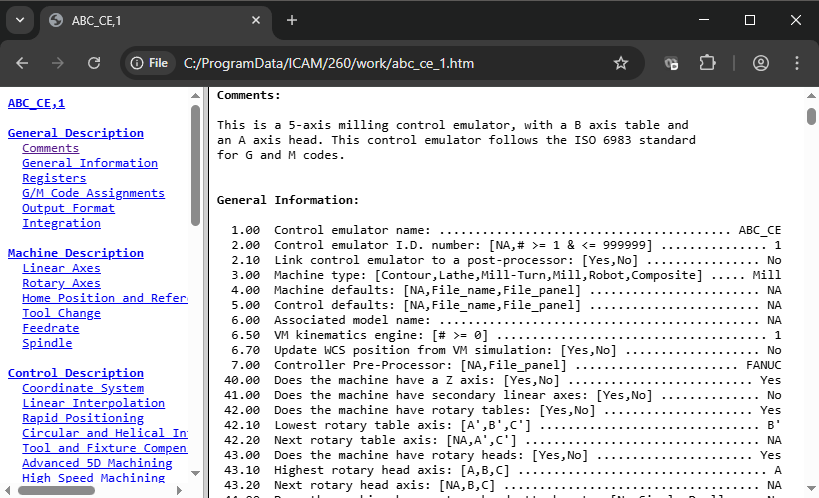 ABC_CE,1
File
C:/ProgramData/ICAM/260/work/abc_ce_1.htm
ABC_CE,1
General Description
Comments
General Information
Registers
G/M Code Assignments
Output Format
Integration
Machine Description
Linear Axes
Rotary Axes
Home Position and Refer
Tool Change
Feedrate
Spindle
Control Description
Coordinate System
Linear Interpolation
Rapid Positioning
Circular and Helical In
Tool and Fixture Compen
Advanced 5D Machining
High Speed Machining
Comments:
This is a 5-axis milling control emulator, with a B axis table and
an A axis head. This control emulator follows the ISO 6983 standard
for G and M codes.
General Information:
1.00 Control emulator name: ......................................... ABC_CE
2.00 Control emulator I.D. number: [NA,# >= 1 & <= 999999] ............... 1
2.10 Link control emulator to a post-processor: [Yes,No] ................ No
3.00 Machine type: [Contour,Lathe,Mill-Turn,Mill,Robot,Composite] ..... Mill
4.00 Machine defaults: [NA,File_name,File_panel] ........................ NA
5.00 Control defaults: [NA,File_name,File_panel] ........................ NA
6.00 Associated model name: ............................................. NA
6.50 VM kinematics engine: [# >= 0] ...................................... 1
6.70 Update WCS position from VM simulation: [Yes,No] ................... No
7.00 Controller Pre-Processor: [NA,File_panel] ....................... FANUC
40.00 Does the machine have a Z axis: [Yes,No] .......................... Yes
41.00 Does the machine have secondary linear axes: [Yes,No] .............. No
42.00 Does the machine have rotary tables: [Yes,No] ..................... Yes
42.10 Lowest rotary table axis: [A',B',C'] ............................... B'
42.20 Next rotary table axis: [NA,A',C'] ................................. NA
43.00 Does the machine have rotary heads: [Yes,No] ...................... Yes
43.10 Highest rotary head axis: [A,B,C] ................................... A
43.20 Next rotary head axis: [NA,B,C] .................................... NA